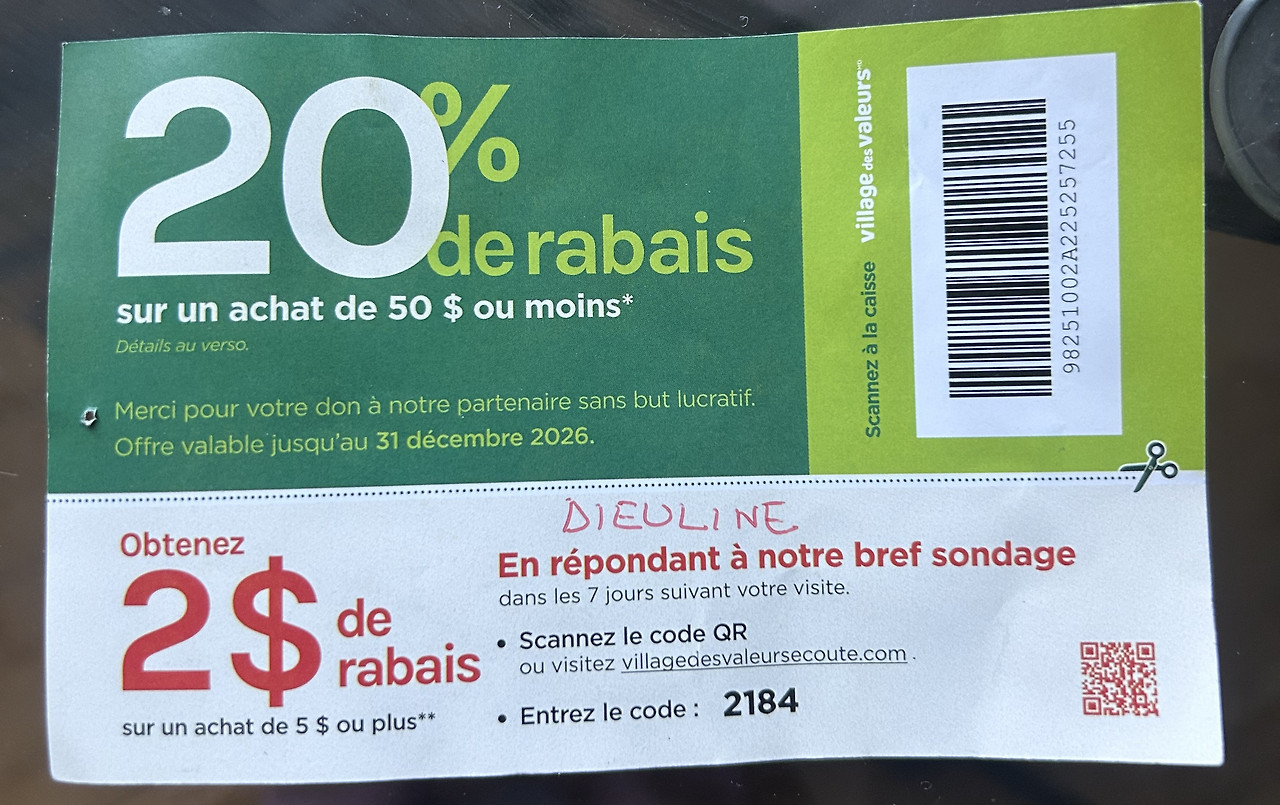 20%
de rabais
sur un achat de 50 $ ou moins*
Détails au verso.
Merci pour votre don à notre partenaire sans but lucratif.
Offre valable jusqu'au 31 décembre 2026.
Scannez à la caisse village des valeurs MD
98251002A225257255
DIEULINE
Obtenez
2$ de rabais
sur un achat de 5 $ ou plus**
En répondant à notre bref sondage
dans les 7 jours suivant votre visite.
• Scannez le code QR
ou visitez villagedesvaleursecoute.com.
• Entrez le code : 2184